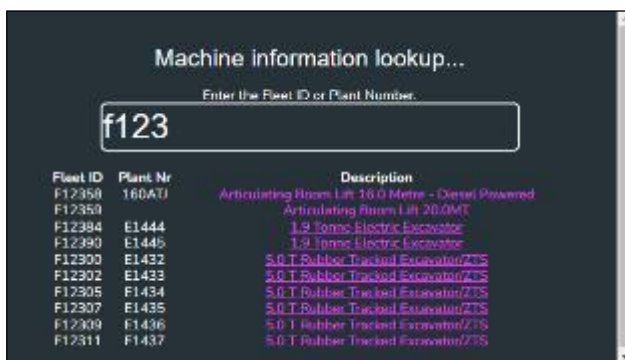 Machine information lookup...
Enter the Fleet ID or Plant Number.
f123
Fleet ID Plant Nr Description
F12358 160ATJ Articulating Boom Lift 16.0 Metre - Diesel Powered
F12359 Articulating Boom Lift 20.0MT
F12384 E1444 1.9 Tonne Electric Excavator
F12390 E1445 1.9 Tonne Electric Excavator
F12300 E1432 5.0 T Rubber Tracked Excavator/ZTS
F12302 E1433 5.0 T Rubber Tracked Excavator/ZTS
F12305 E1434 5.0 T Rubber Tracked Excavator/ZTS
F12307 E1435 5.0 T Rubber Tracked Excavator/ZTS
F12309 E1436 5.0 T Rubber Tracked Excavator/ZTS
F12311 E1437 5.0 T Rubber Tracked Excavator/ZTS